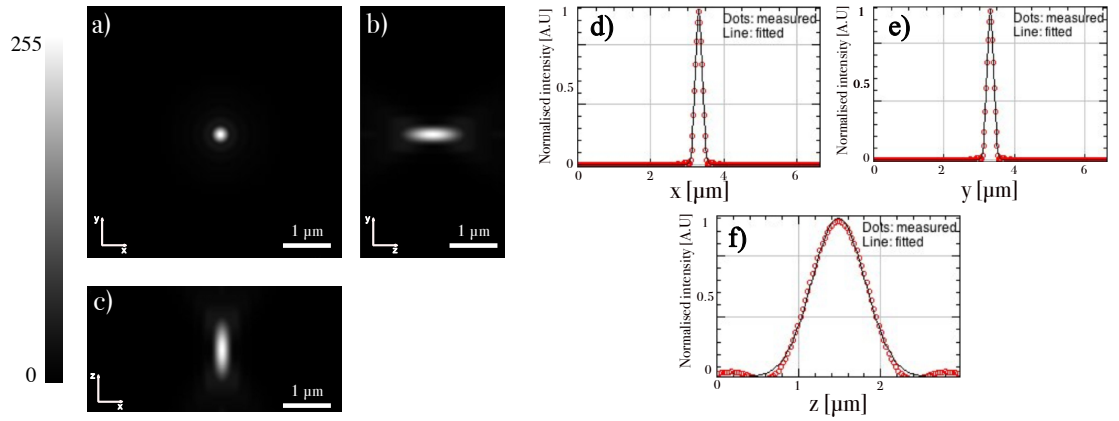 255
0
a)
y
x
1 µm
b)
y
z
1 µm
c)
z
x
1 µm
d)
Dots: measured
Line: fitted
Normalised intensity [A.U]
1
0.5
0
0
2
4
6
x [µm]
e)
Dots: measured
Line: fitted
Normalised intensity [A.U]
1
0.5
0
0
2
4
6
y [µm]
f)
Dots: measured
Line: fitted
Normalised intensity [A.U]
1
0.5
0
0
1
2
z [µm]